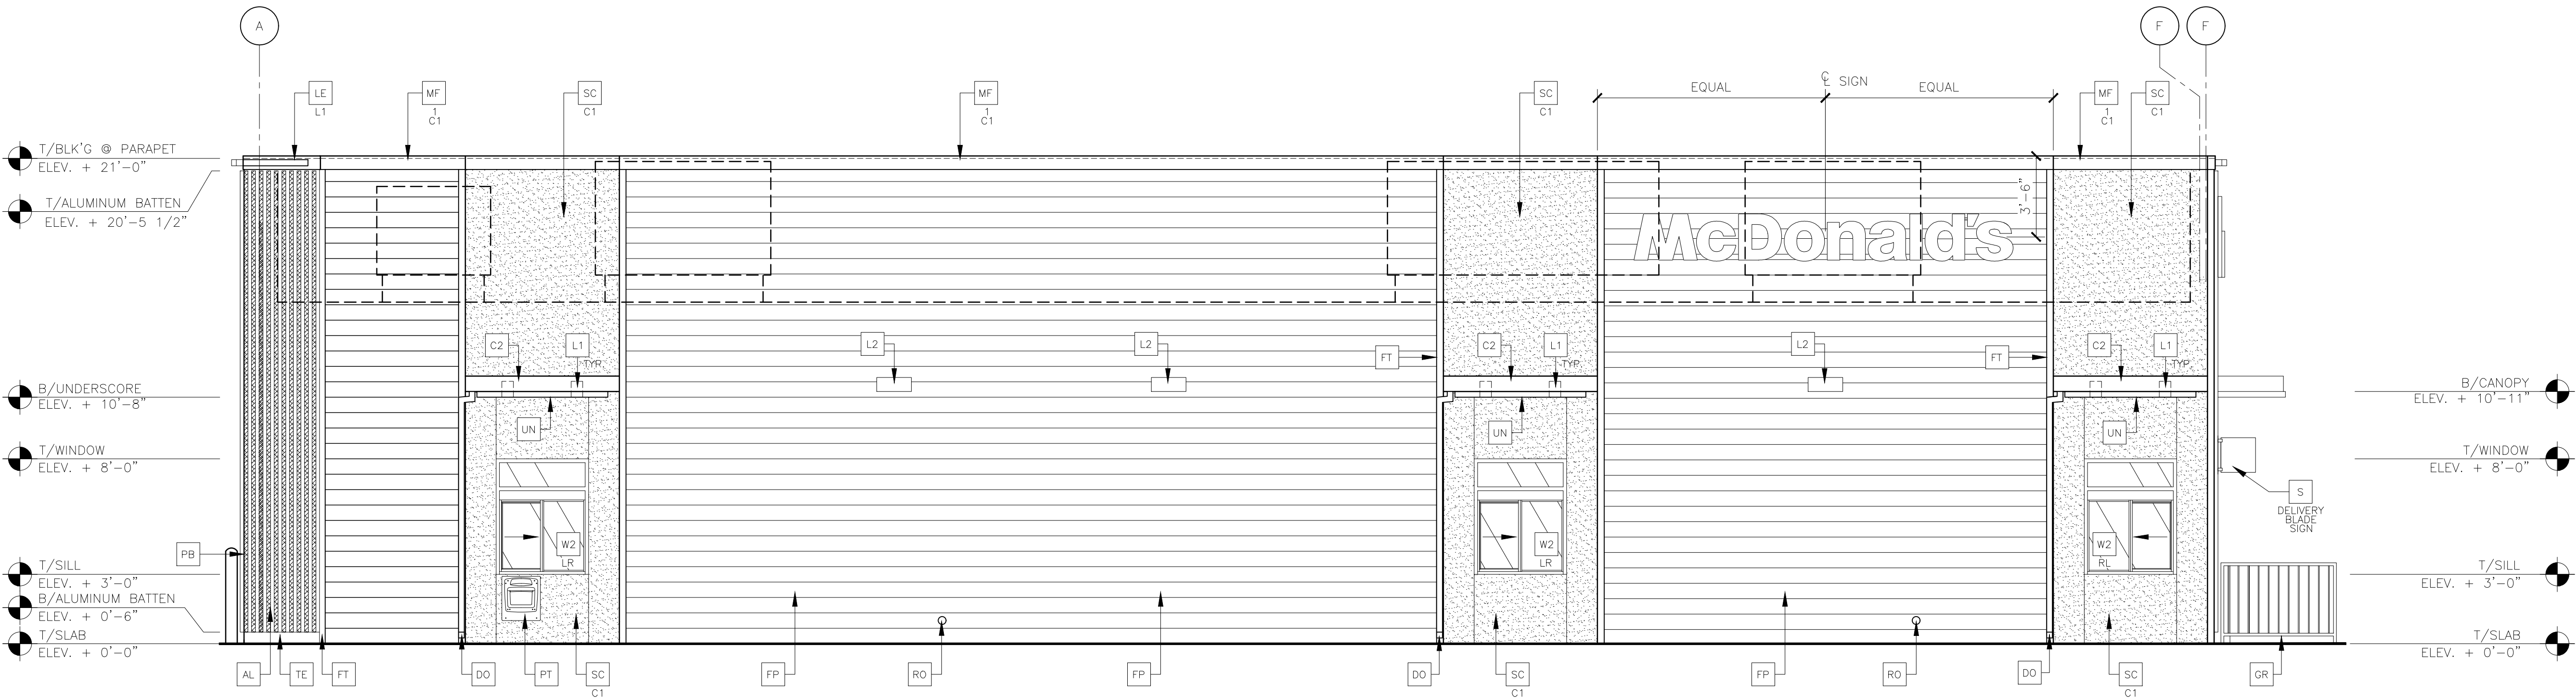 A
F
F
LE
L1
MF
1
C1
SC
C1
MF
1
C1
SC
C1
EQUAL
℄ SIGN
EQUAL
MF
1
C1
SC
C1
T/BLK'G @ PARAPET
ELEV. + 21'-0"
T/ALUMINUM BATTEN
ELEV. + 20'-5 1/2"
3'-6"
McDonald's
C2
L1
TYP.
L2
L2
FT
C2
L1
TYP.
L2
FT
C2
L1
TYP.
B/UNDERSCORE
ELEV. + 10'-8"
B/CANOPY
ELEV. + 10'-11"
UN
UN
UN
T/WINDOW
ELEV. + 8'-0"
T/WINDOW
ELEV. + 8'-0"
S
DELIVERY
BLADE
SIGN
PB
W2
LR
W2
LR
W2
RL
T/SILL
ELEV. + 3'-0"
T/SILL
ELEV. + 3'-0"
B/ALUMINUM BATTEN
ELEV. + 0'-6"
T/SLAB
ELEV. + 0'-0"
T/SLAB
ELEV. + 0'-0"
AL
TE
FT
DO
PT
SC
C1
FP
RO
FP
DO
SC
C1
FP
RO
DO
SC
C1
GR